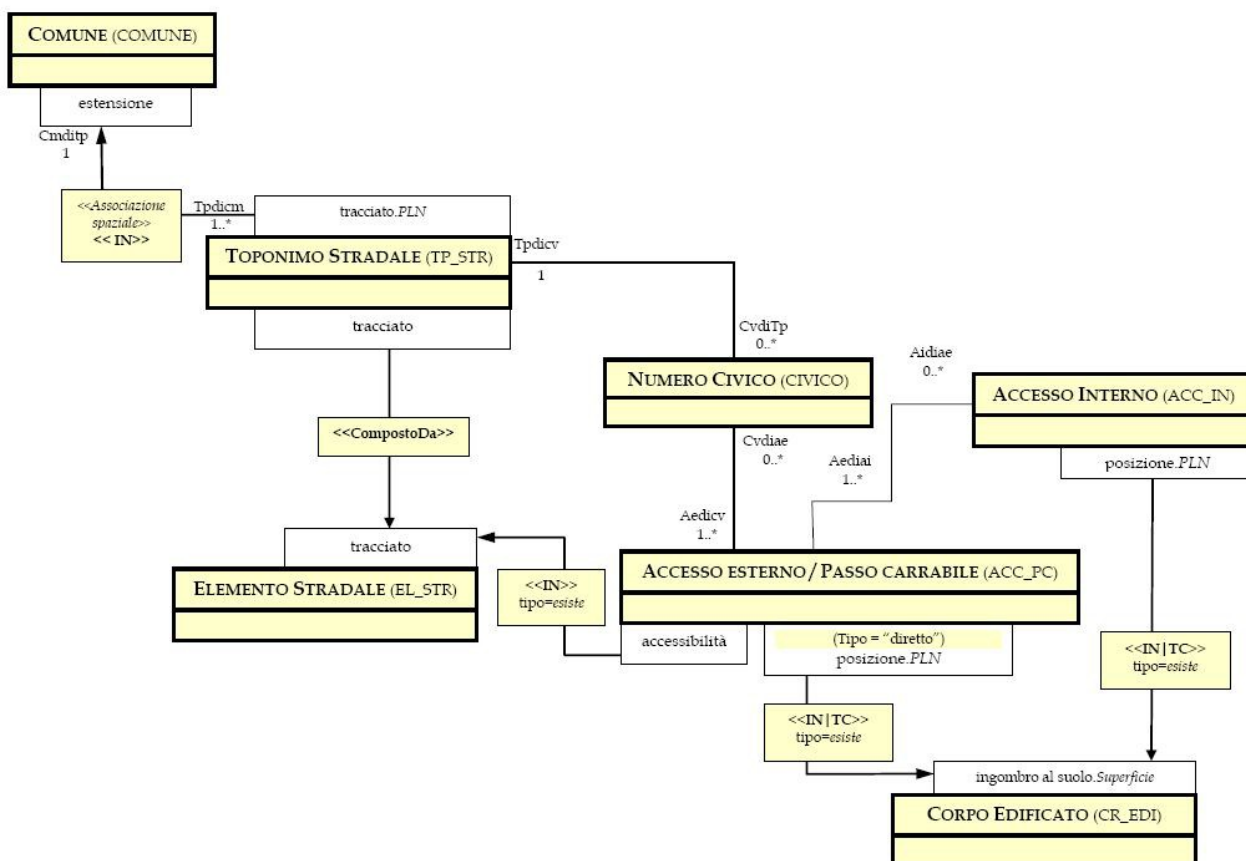 COMUNE (COMUNE)
estensione
Cmditp
1
<<Associazione
spaziale>>
<< IN>>
Tpdicm
1..*
tracciato.PLN
TOPONIMO STRADALE (TP_STR)
tracciato
Tpdicv
1
CvdiTp
0..*
NUMERO CIVICO (CIVICO)
Aidiae
0..*
ACCESSO INTERNO (ACC_IN)
posizione.PLN
<<CompostoDa>>
Cvdiae
0..*
Aediai
1..*
Aedicv
1..*
tracciato
ELEMENTO STRADALE (EL_STR)
<<IN>>
tipo=esiste
ACCESSO ESTERNO/PASSO CARRABILE (ACC_PC)
accessibilità
(Tipo = “diretto”)
posizione.PLN
<<IN|TC>>
tipo=esiste
<<IN|TC>>
tipo=esiste
ingombro al suolo.Superficie
CORPO EDIFICATO (CR_EDI)